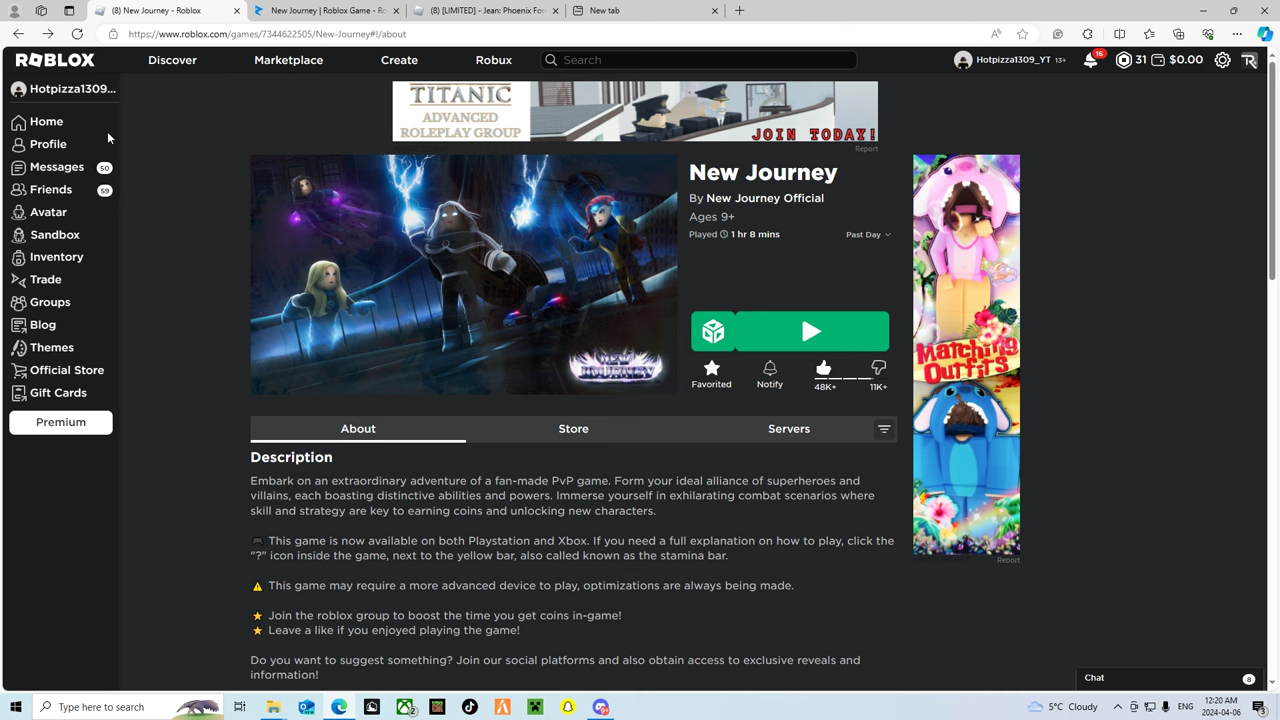 (8) New Journey - Roblox
New Journey | Roblox Game - Ro
(8) [LIMITED] - Jean: Phoenix For
New tab
https://www.roblox.com/games/7344622505/New-Journey#!/about
ROBLOX
Discover
Marketplace
Create
Robux
Search
Hotpizza1309_YT 13+
16
31
$0.00
Hotpizza1309...
Home
Profile
Messages 50
Friends 59
Avatar
Sandbox
Inventory
Trade
Groups
Blog
Themes
Official Store
Gift Cards
Premium
TITANIC
ADVANCED
ROLEPLAY GROUP
JOIN TODAY!
Report
NEW
JOURNEY
New Journey
By New Journey Official
Ages 9+
Played 1 hr 8 mins
Past Day
Favorited
Notify
48K+
11K+
Matching
Outfits
Report
About
Store
Servers
Description
Embark on an extraordinary adventure of a fan-made PvP game. Form your ideal alliance of superheroes and
villains, each boasting distinctive abilities and powers. Immerse yourself in exhilarating combat scenarios where
skill and strategy are key to earning coins and unlocking new characters.
🎮 This game is now available on both Playstation and Xbox. If you need a full explanation on how to play, click the
"?" icon inside the game, next to the yellow bar, also called known as the stamina bar.
⚠️ This game may require a more advanced device to play, optimizations are always being made.
⭐ Join the roblox group to boost the time you get coins in-game!
⭐ Leave a like if you enjoyed playing the game!
Do you want to suggest something? Join our social platforms and also obtain access to exclusive reveals and
information!
Chat
8
Type here to search
2
5°C Cloudy
ENG
12:20 AM
2024-04-06
3